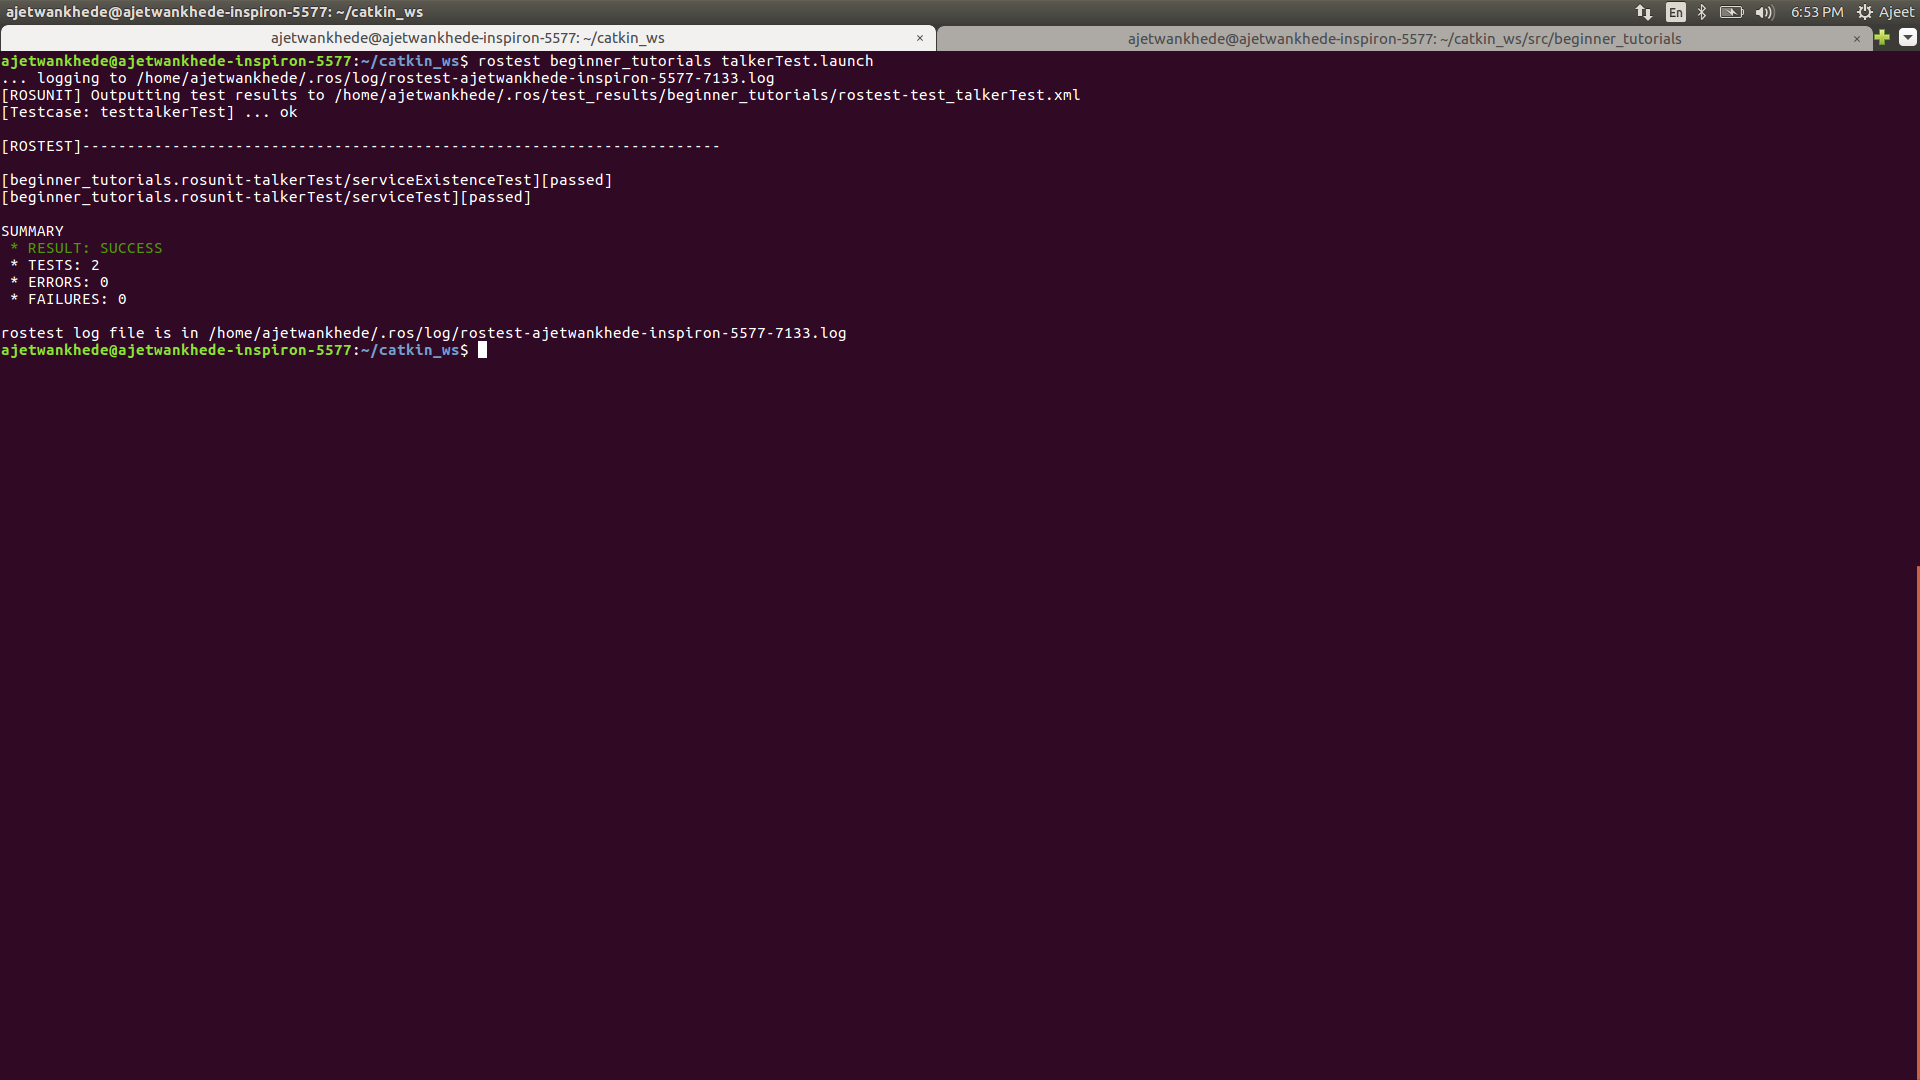 ajetwankhede@ajetwankhede-inspiron-5577: ~/catkin_ws
En
6:53 PM
Ajeet
ajetwankhede@ajetwankhede-inspiron-5577: ~/catkin_ws ×
ajetwankhede@ajetwankhede-inspiron-5577: ~/catkin_ws/src/beginner_tutorials ×
ajetwankhede@ajetwankhede-inspiron-5577:~/catkin_ws$ rostest beginner_tutorials talkerTest.launch
... logging to /home/ajetwankhede/.ros/log/rostest-ajetwankhede-inspiron-5577-7133.log
[ROSUNIT] Outputting test results to /home/ajetwankhede/.ros/test_results/beginner_tutorials/rostest-test_talkerTest.xml
[Testcase: testtalkerTest] ... ok
[ROSTEST]-----------------------------------------------------------------------
[beginner_tutorials.rosunit-talkerTest/serviceExistenceTest][passed]
[beginner_tutorials.rosunit-talkerTest/serviceTest][passed]
SUMMARY
 * RESULT: SUCCESS
 * TESTS: 2
 * ERRORS: 0
 * FAILURES: 0
rostest log file is in /home/ajetwankhede/.ros/log/rostest-ajetwankhede-inspiron-5577-7133.log
ajetwankhede@ajetwankhede-inspiron-5577:~/catkin_ws$